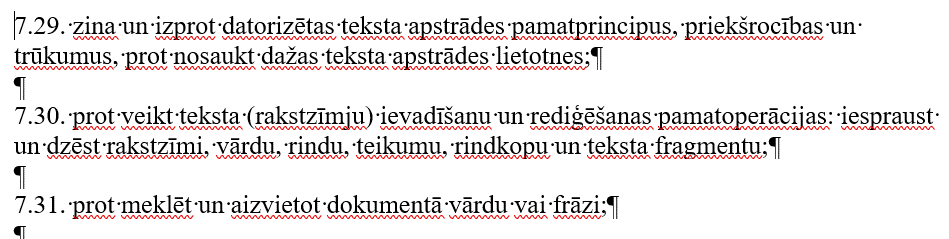 7.29. zina un izprot datorizētas teksta apstrādes pamatprincipus, priekšrocības un
trūkumus, prot nosaukt dažas teksta apstrādes lietotnes;¶
¶
7.30. prot veikt teksta (rakstzīmju) ievadīšanu un rediģēšanas pamatoperācijas: iespraust
un dzēst rakstzīmi, vārdu, rindu, teikumu, rindkopu un teksta fragmentu;¶
¶
7.31. prot meklēt un aizvietot dokumentā vārdu vai frāzi;¶
¶